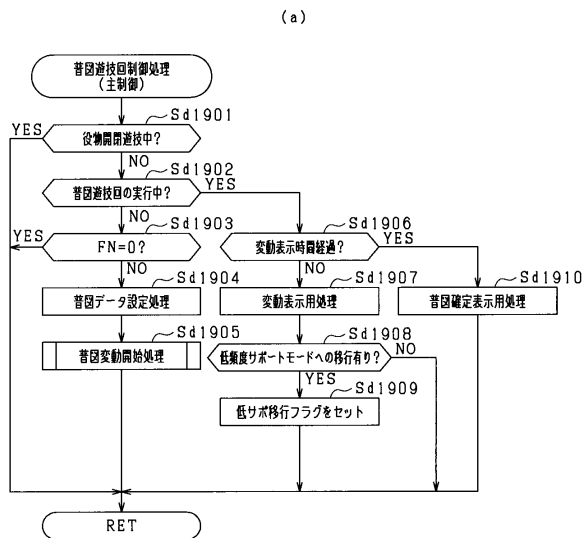 (a)
普図遊技回制御処理
(主制御)
Sd1901
YES
役物開閉遊技中?
NO
Sd1902
普図遊技回の実行中?
YES
NO
Sd1903
Sd1906
YES
FN=0?
変動表示時間経過?
YES
NO
NO
Sd1904
Sd1907
Sd1910
普図データ設定処理
変動表示用処理
普図確定表示用処理
Sd1905
Sd1908
普図変動開始処理
低頻度サポートモードへの移行有り?
NO
YES
Sd1909
低サポ移行フラグをセット
RET